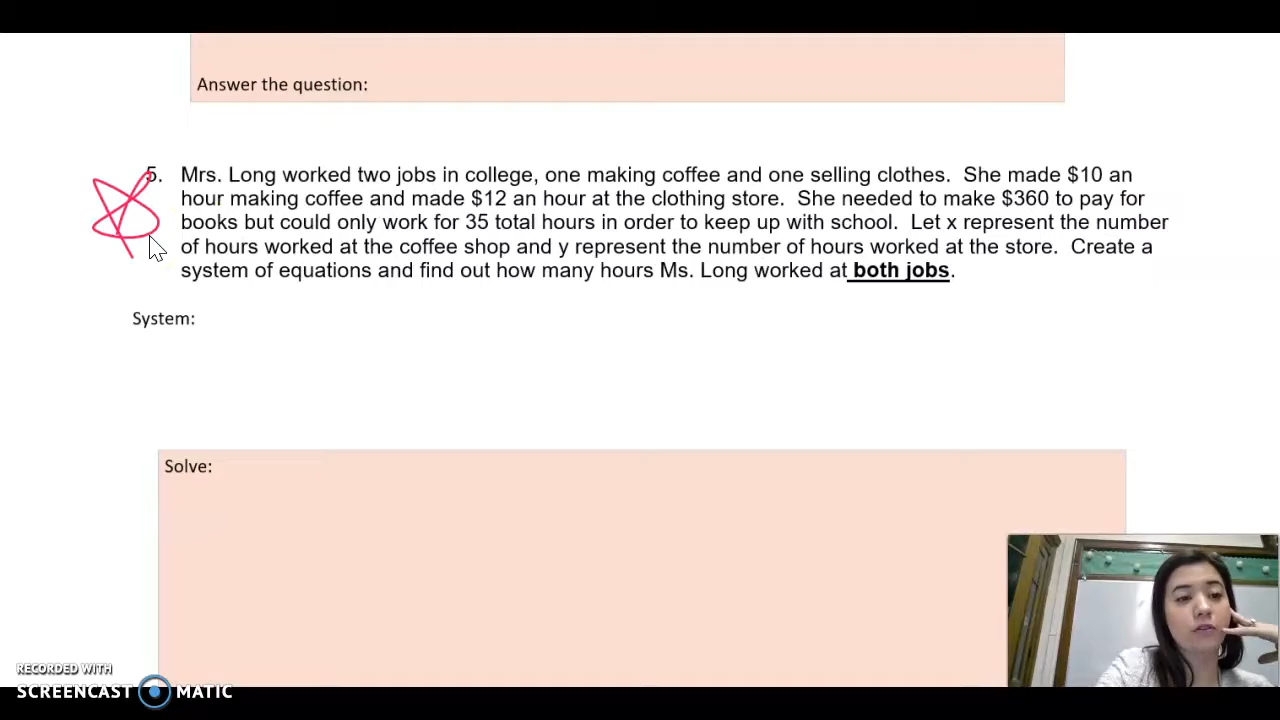 Answer the question:
5. Mrs. Long worked two jobs in college, one making coffee and one selling clothes. She made $10 an
hour making coffee and made $12 an hour at the clothing store. She needed to make $360 to pay for
books but could only work for 35 total hours in order to keep up with school. Let x represent the number
of hours worked at the coffee shop and y represent the number of hours worked at the store. Create a
system of equations and find out how many hours Ms. Long worked at both jobs.
System:
Solve:
RECORDED WITH
SCREENCAST MATIC